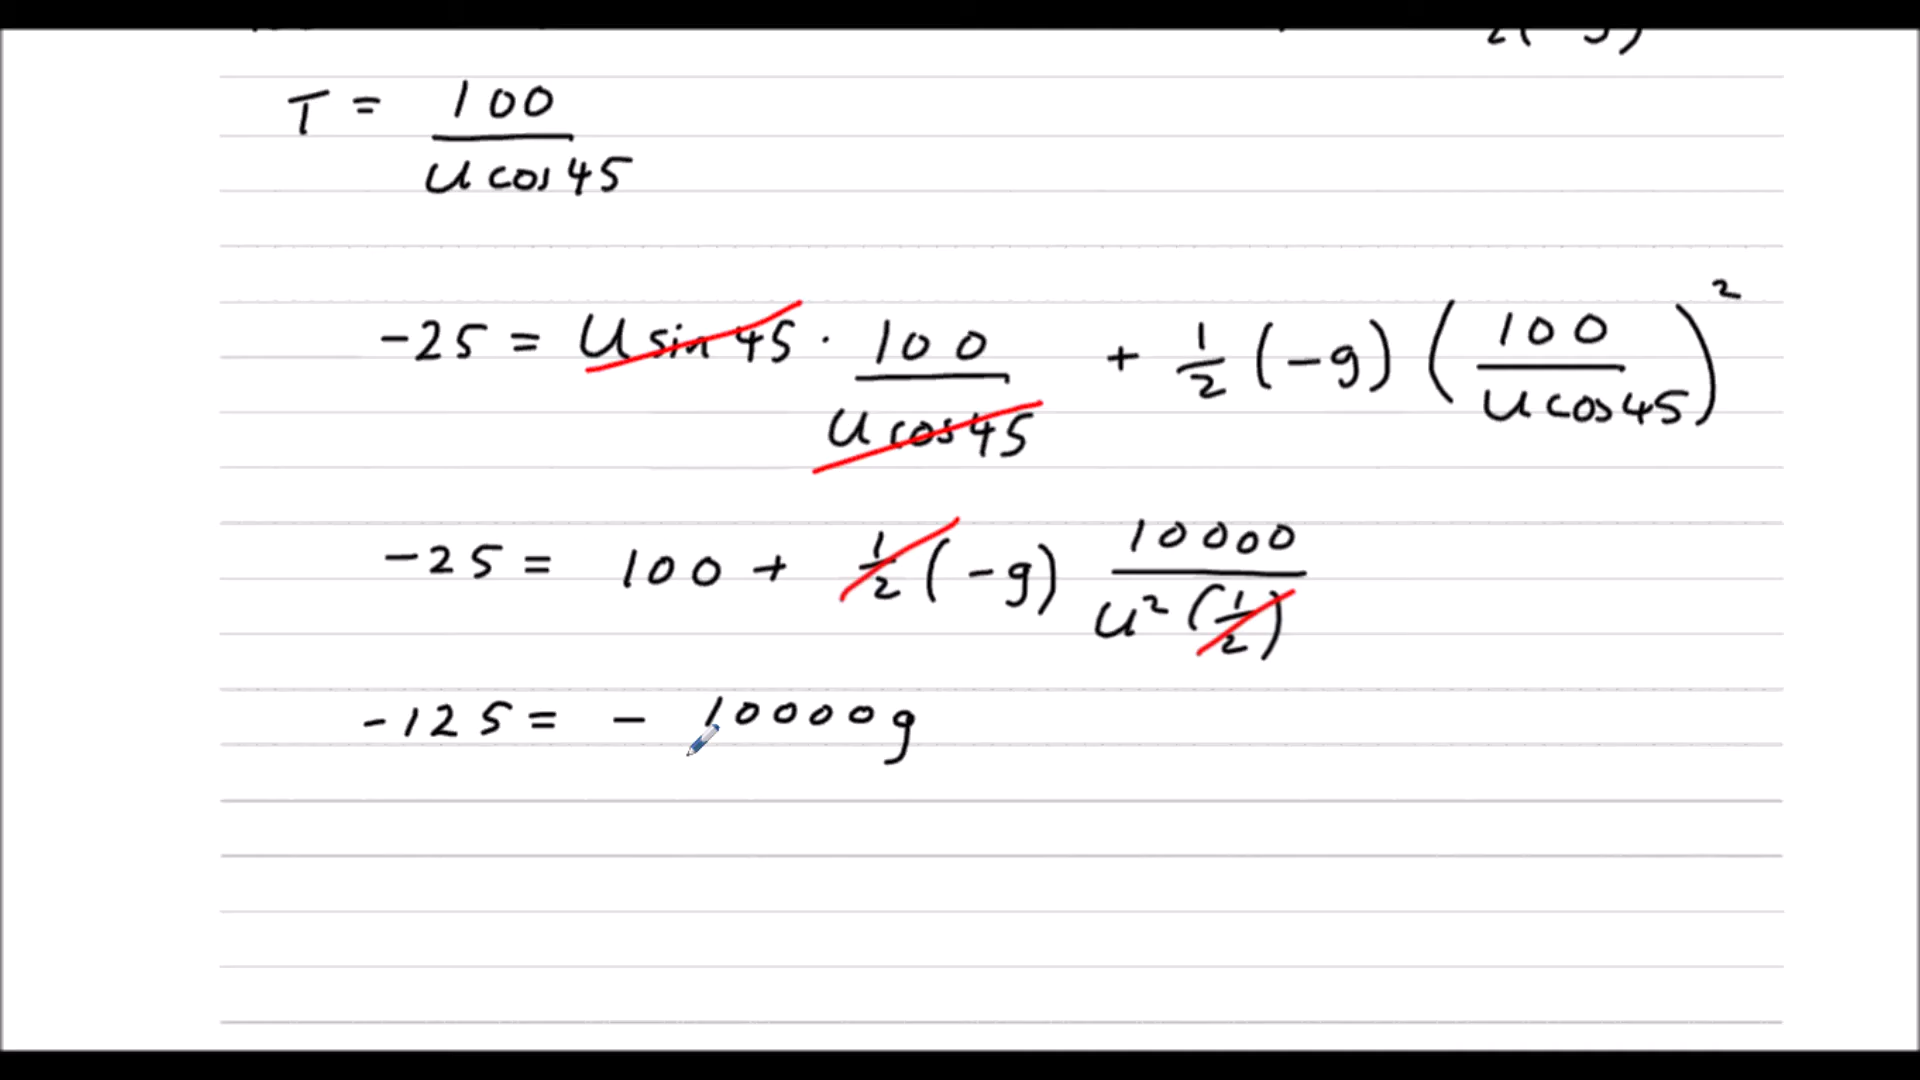 T = 100 / U cos 45
-25 = U sin 45 · 100 / U cos 45 + 1/2 (-g) (100 / U cos 45)²
-25 = 100 + 1/2 (-g) 10000 / U² (1/2)
-125 = - 10000g